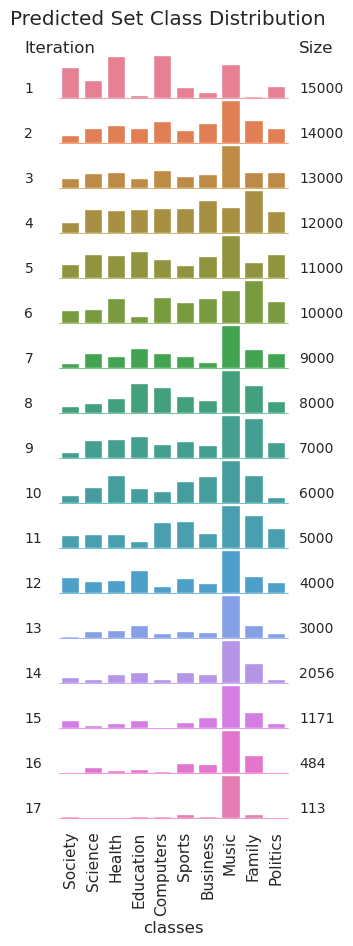 Predicted Set Class Distribution
Iteration Size
1 15000
2 14000
3 13000
4 12000
5 11000
6 10000
7 9000
8 8000
9 7000
10 6000
11 5000
12 4000
13 3000
14 2056
15 1171
16 484
17 113
Society
Science
Health
Education
Computers
Sports
Business
Music
Family
Politics
classes